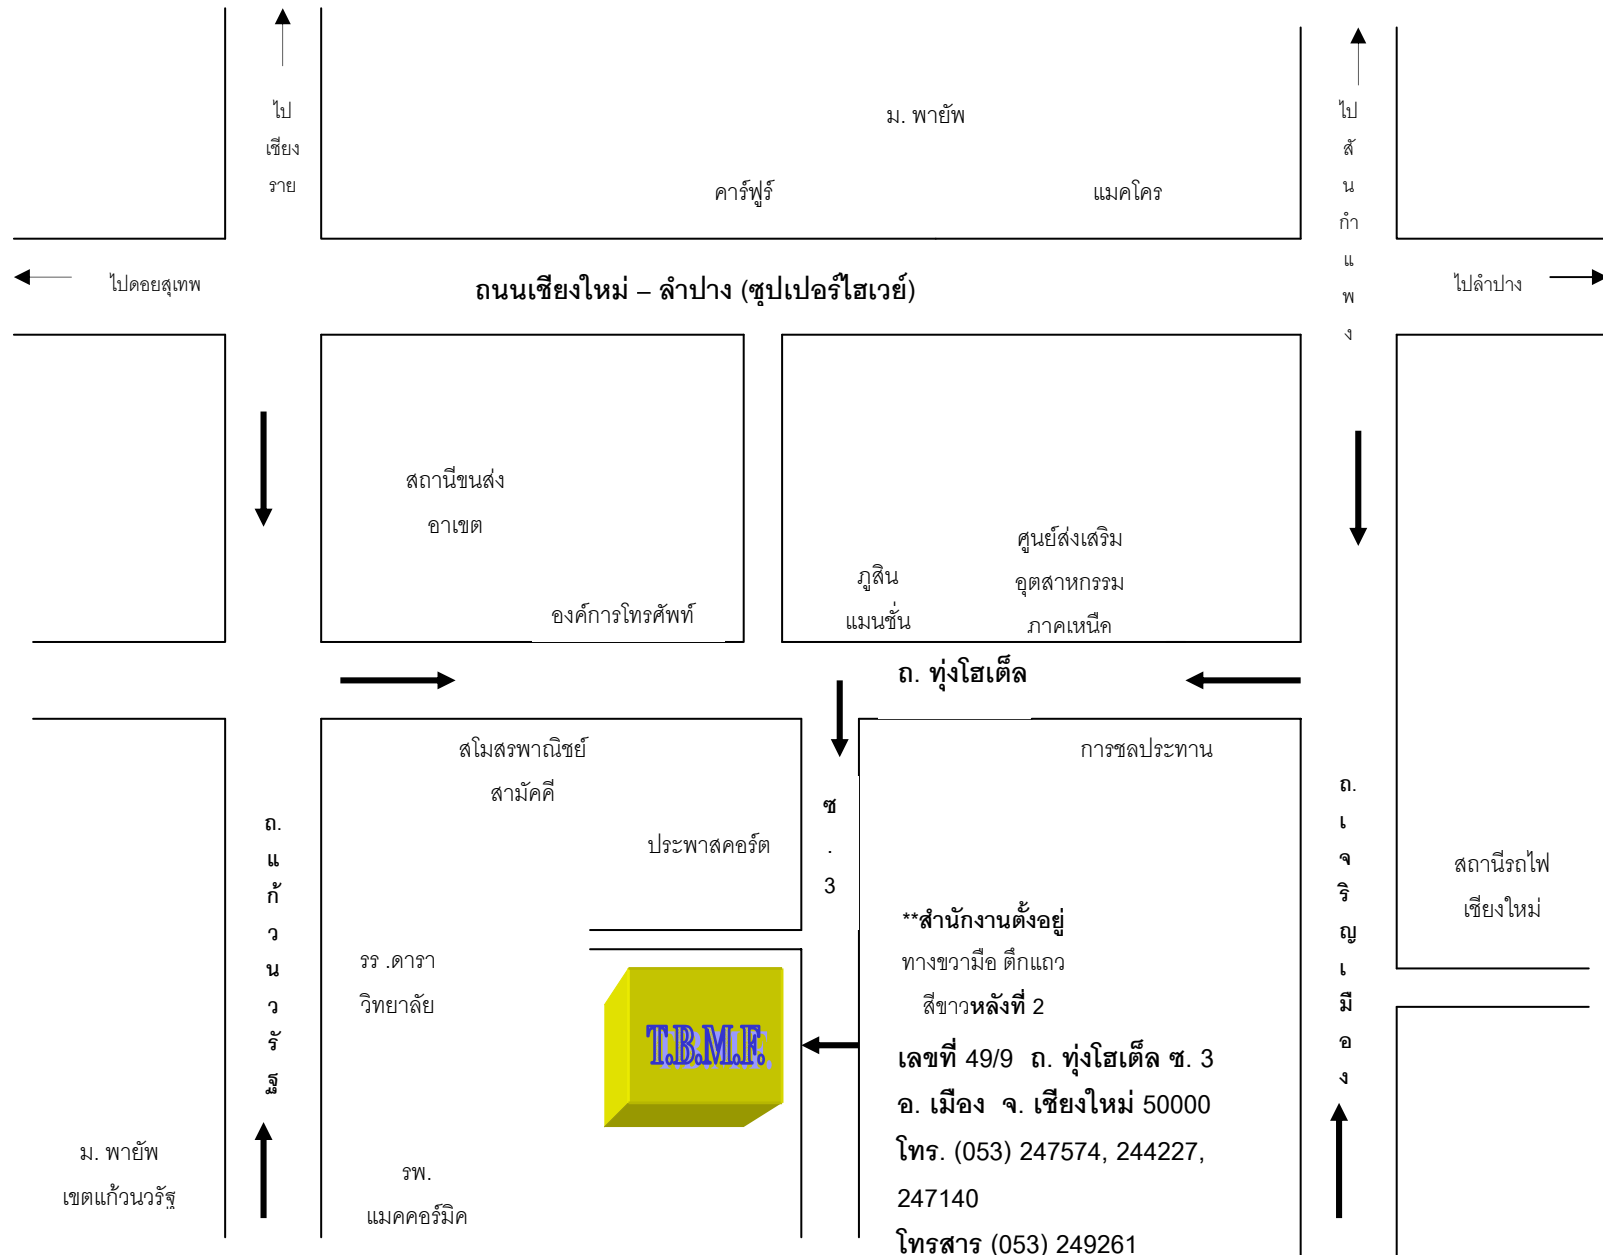 ไป
เชียง
ราย
ม. พายัพ
คาร์ฟูร์
แมคโคร
ไป
สั
น
กำ
แ
พ
ง
ไปดอยสุเทพ
ถนนเชียงใหม่ – ลำปาง (ซุปเปอร์ไฮเวย์)
ไปลำปาง
สถานีขนส่ง
อาเขต
องค์การโทรศัพท์
ภูสิน
แมนชั่น
ศูนย์ส่งเสริม
อุตสาหกรรม
ภาคเหนืค
ถ. ทุ่งโฮเต็ล
สโมสรพาณิชย์
สามัคคี
ประพาสคอร์ต
ซ
.
3
การชลประทาน
ถ.
แ
ก้
ว
น
ว
รั
ฐ
ถ.
เ
จ
ริ
ญ
เ
มื
อ
ง
สถานีรถไฟ
เชียงใหม่
รร .ดารา
วิทยาลัย
T.B.M.F.
**สำนักงานตั้งอยู่
ทางขวามือ ตึกแถว
สีขาวหลังที่ 2
เลขที่ 49/9 ถ. ทุ่งโฮเต็ล ซ. 3
อ. เมือง จ. เชียงใหม่ 50000
โทร. (053) 247574, 244227,
247140
โทรสาร (053) 249261
ม. พายัพ
เขตแก้วนวรัฐ
รพ.
แมคคอร์มิค